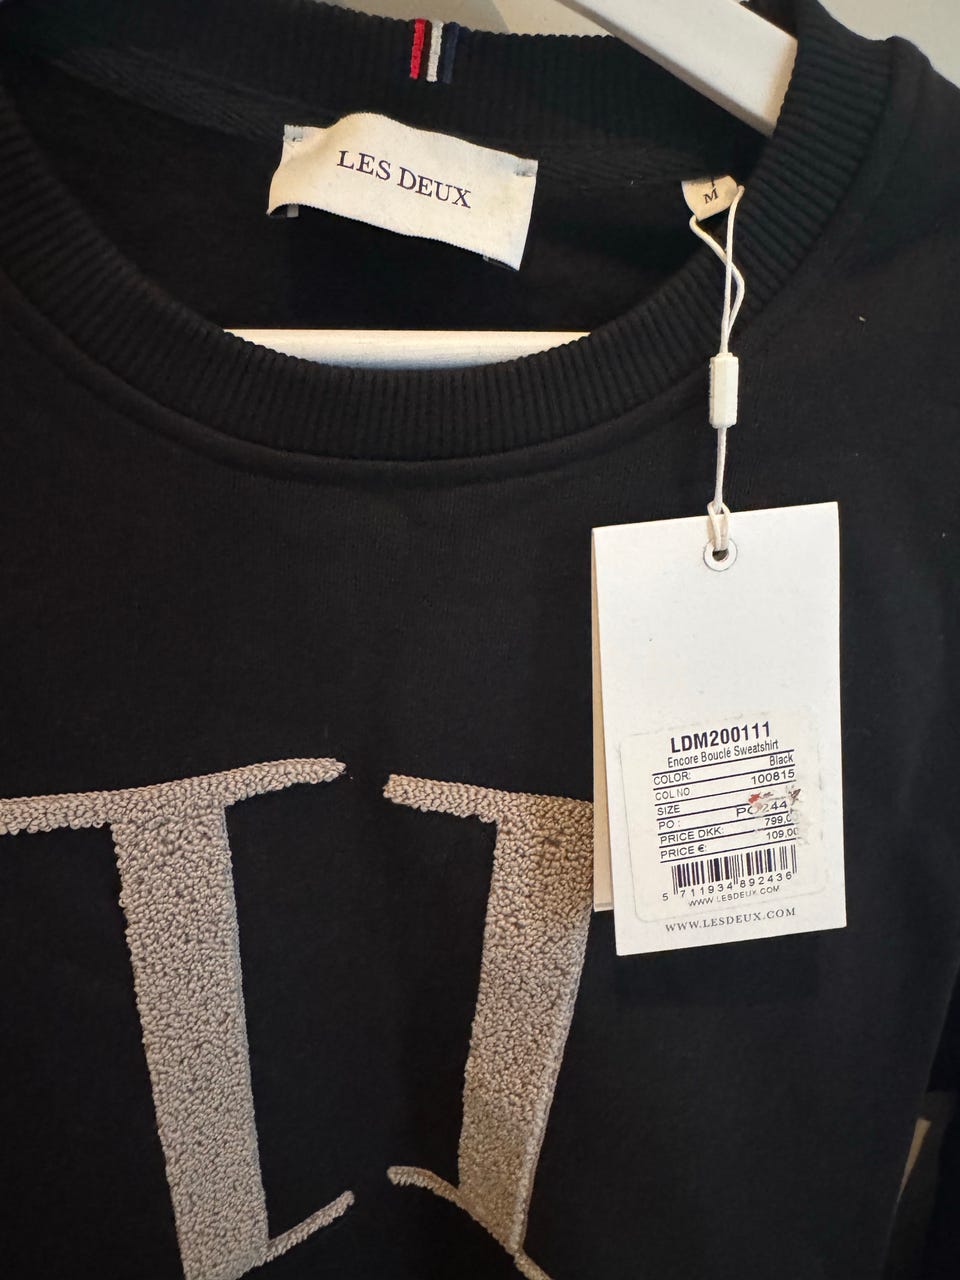 LES DEUX
M
LDM200111
Encore Bouclé Sweatshirt
COLOR: Black
COL NO 100815
SIZE
PO :
PRICE DKK: 799,0
PRICE €: 109,00
5 711934 892436
WWW.LESDEUX.COM
WWW.LESDEUX.COM